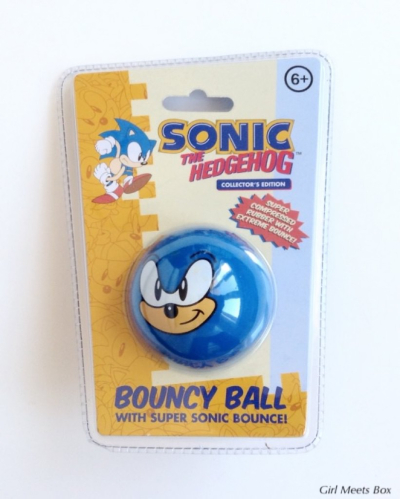 6+
SONIC
THE HEDGEHOG™
COLLECTOR'S EDITION
SUPER
COMPRESSED
RUBBER WITH
EXTREME BOUNCE!
BOUNCY BALL
WITH SUPER SONIC BOUNCE!
Girl Meets Box